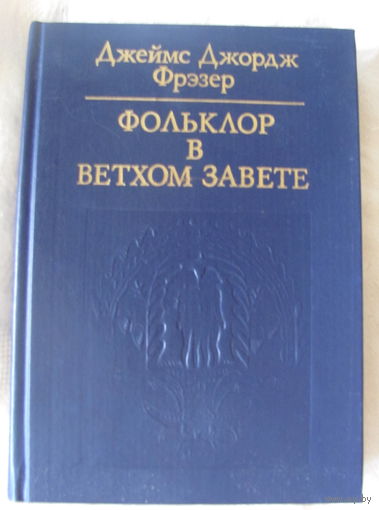 Джеймс Джордж
Фрэзер
ФОЛЬКЛОР
В
ВЕТХОМ ЗАВЕТЕ